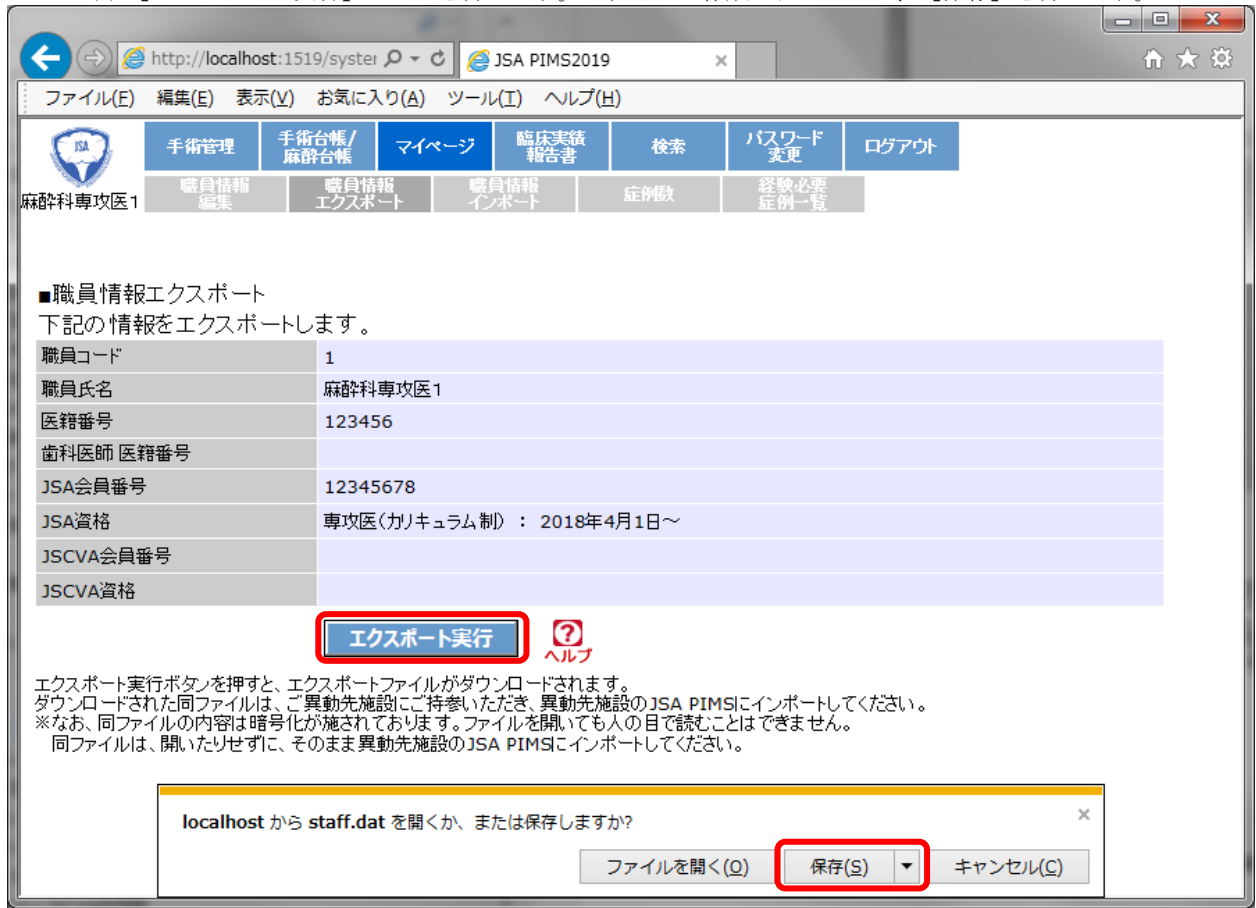 http://localhost:1519/syster
JSA PIMS2019
ファイル(F) 編集(E) 表示(V) お気に入り(A) ツール(T) ヘルプ(H)
JSA
麻酔科専攻医1
手術管理
手術台帳/
麻酔台帳
マイページ
臨床実績
報告書
検索
パスワード
変更
ログアウト
職員情報
編集
職員情報
エクスポート
職員情報
インポート
症例数
経験必要
症例一覧
■職員情報エクスポート
下記の情報をエクスポートします。
職員コード 1
職員氏名 麻酔科専攻医1
医籍番号 123456
歯科医師 医籍番号
JSA会員番号 12345678
JSA資格 専攻医(カリキュラム制) : 2018年4月1日～
JSCVA会員番号
JSCVA資格
エクスポート実行
ヘルプ
エクスポート実行ボタンを押すと、エクスポートファイルがダウンロードされます。
ダウンロードされた同ファイルは、ご異動先施設にご持参いただき、異動先施設のJSA PIMSにインポートしてください。
※なお、同ファイルの内容は暗号化が施されております。ファイルを開いても人の目で読むことはできません。
同ファイルは、開いたりせずに、そのまま異動先施設のJSA PIMSにインポートしてください。
localhost から staff.dat を開くか、または保存しますか?
ファイルを開く(O) 保存(S) キャンセル(C)